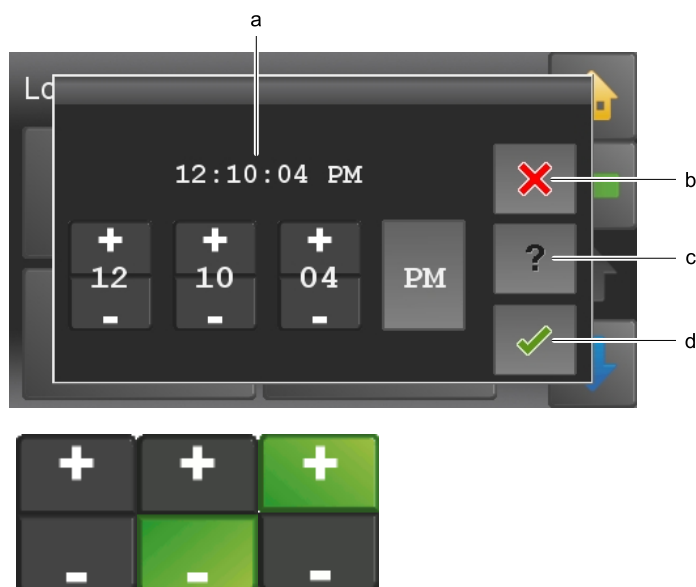 a
Lo
12:10:04 PM
b
+ + +
12 10 04 PM
- - -
?
c
d
+ + +
- - -